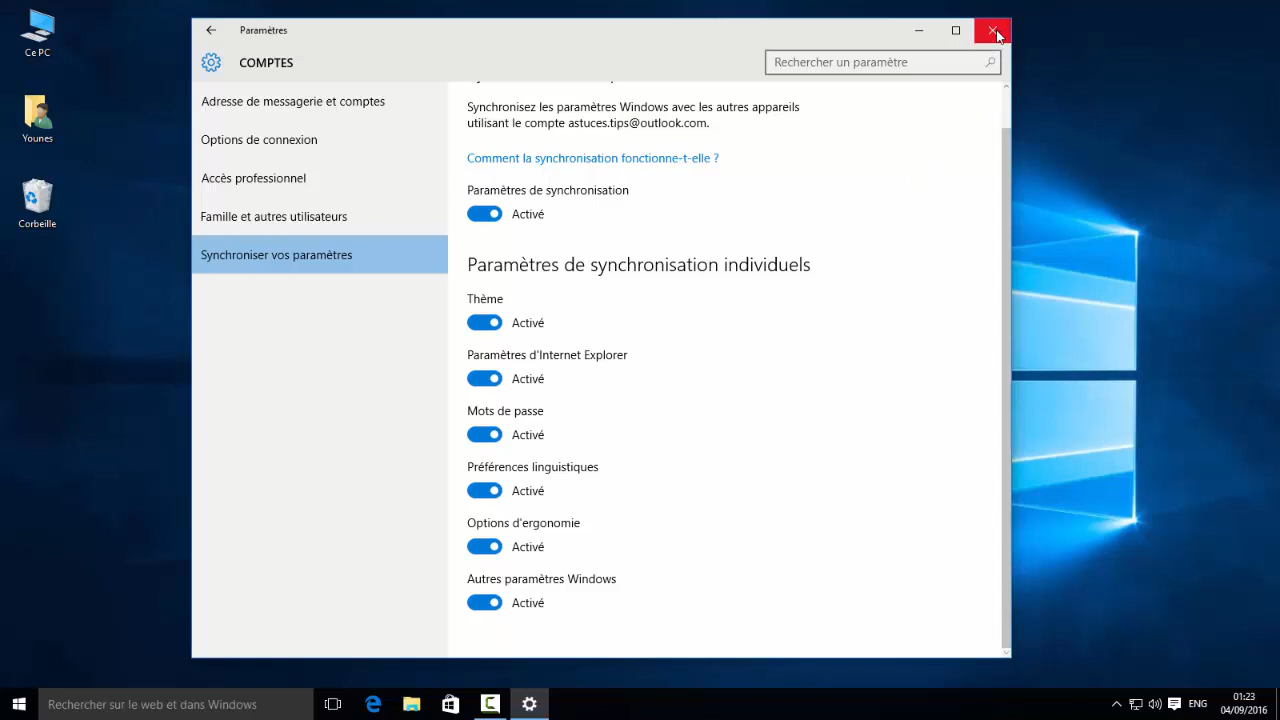 Ce PC
Younes
Corbeille
Paramètres
COMPTES
Rechercher un paramètre
Adresse de messagerie et comptes
Options de connexion
Accès professionnel
Famille et autres utilisateurs
Synchroniser vos paramètres
Synchronisez les paramètres Windows avec les autres appareils
utilisant le compte astuces.tips@outlook.com.
Comment la synchronisation fonctionne-t-elle ?
Paramètres de synchronisation
Activé
Paramètres de synchronisation individuels
Thème
Activé
Paramètres d'Internet Explorer
Activé
Mots de passe
Activé
Préférences linguistiques
Activé
Options d'ergonomie
Activé
Autres paramètres Windows
Activé
Rechercher sur le web et dans Windows
ENG
01:23
04/09/2016